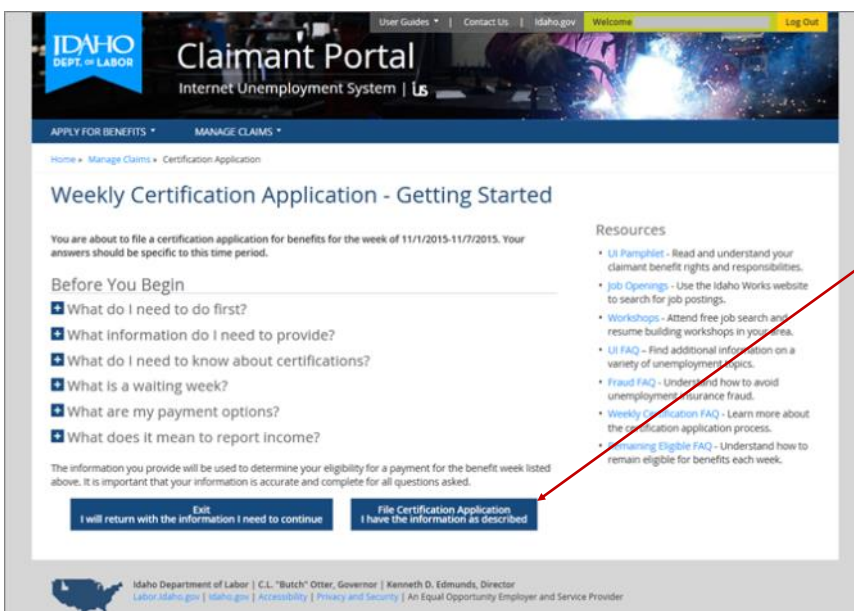 User Guides | Contact Us | Idaho.gov Welcome Log Out
IDAHO
DEPT. OF LABOR
Claimant Portal
Internet Unemployment System | iUS
APPLY FOR BENEFITS MANAGE CLAIMS
Home » Manage Claims » Certification Application
Weekly Certification Application - Getting Started
You are about to file a certification application for benefits for the week of 11/1/2015-11/7/2015. Your
answers should be specific to this time period.
Before You Begin
What do I need to do first?
What information do I need to provide?
What do I need to know about certifications?
What is a waiting week?
What are my payment options?
What does it mean to report income?
The information you provide will be used to determine your eligibility for a payment for the benefit week listed
above. It is important that your information is accurate and complete for all questions asked.
Exit
I will return with the information I need to continue
File Certification Application
I have the information as described
Resources
• UI Pamphlet - Read and understand your
claimant benefit rights and responsibilities.
• Job Openings - Use the Idaho Works website
to search for job postings.
• Workshops - Attend free job search and
resume building workshops in your area.
• UI FAQ – Find additional information on a
variety of unemployment topics.
• Fraud FAQ - Understand how to avoid
unemployment insurance fraud.
• Weekly Certification FAQ - Learn more about
the certification application process.
• Remaining Eligible FAQ - Understand how to
remain eligible for benefits each week.
Idaho Department of Labor | C.L. "Butch" Otter, Governor | Kenneth D. Edmunds, Director
Labor.Idaho.gov | Idaho.gov | Accessibility | Privacy and Security | An Equal Opportunity Employer and Service Provider